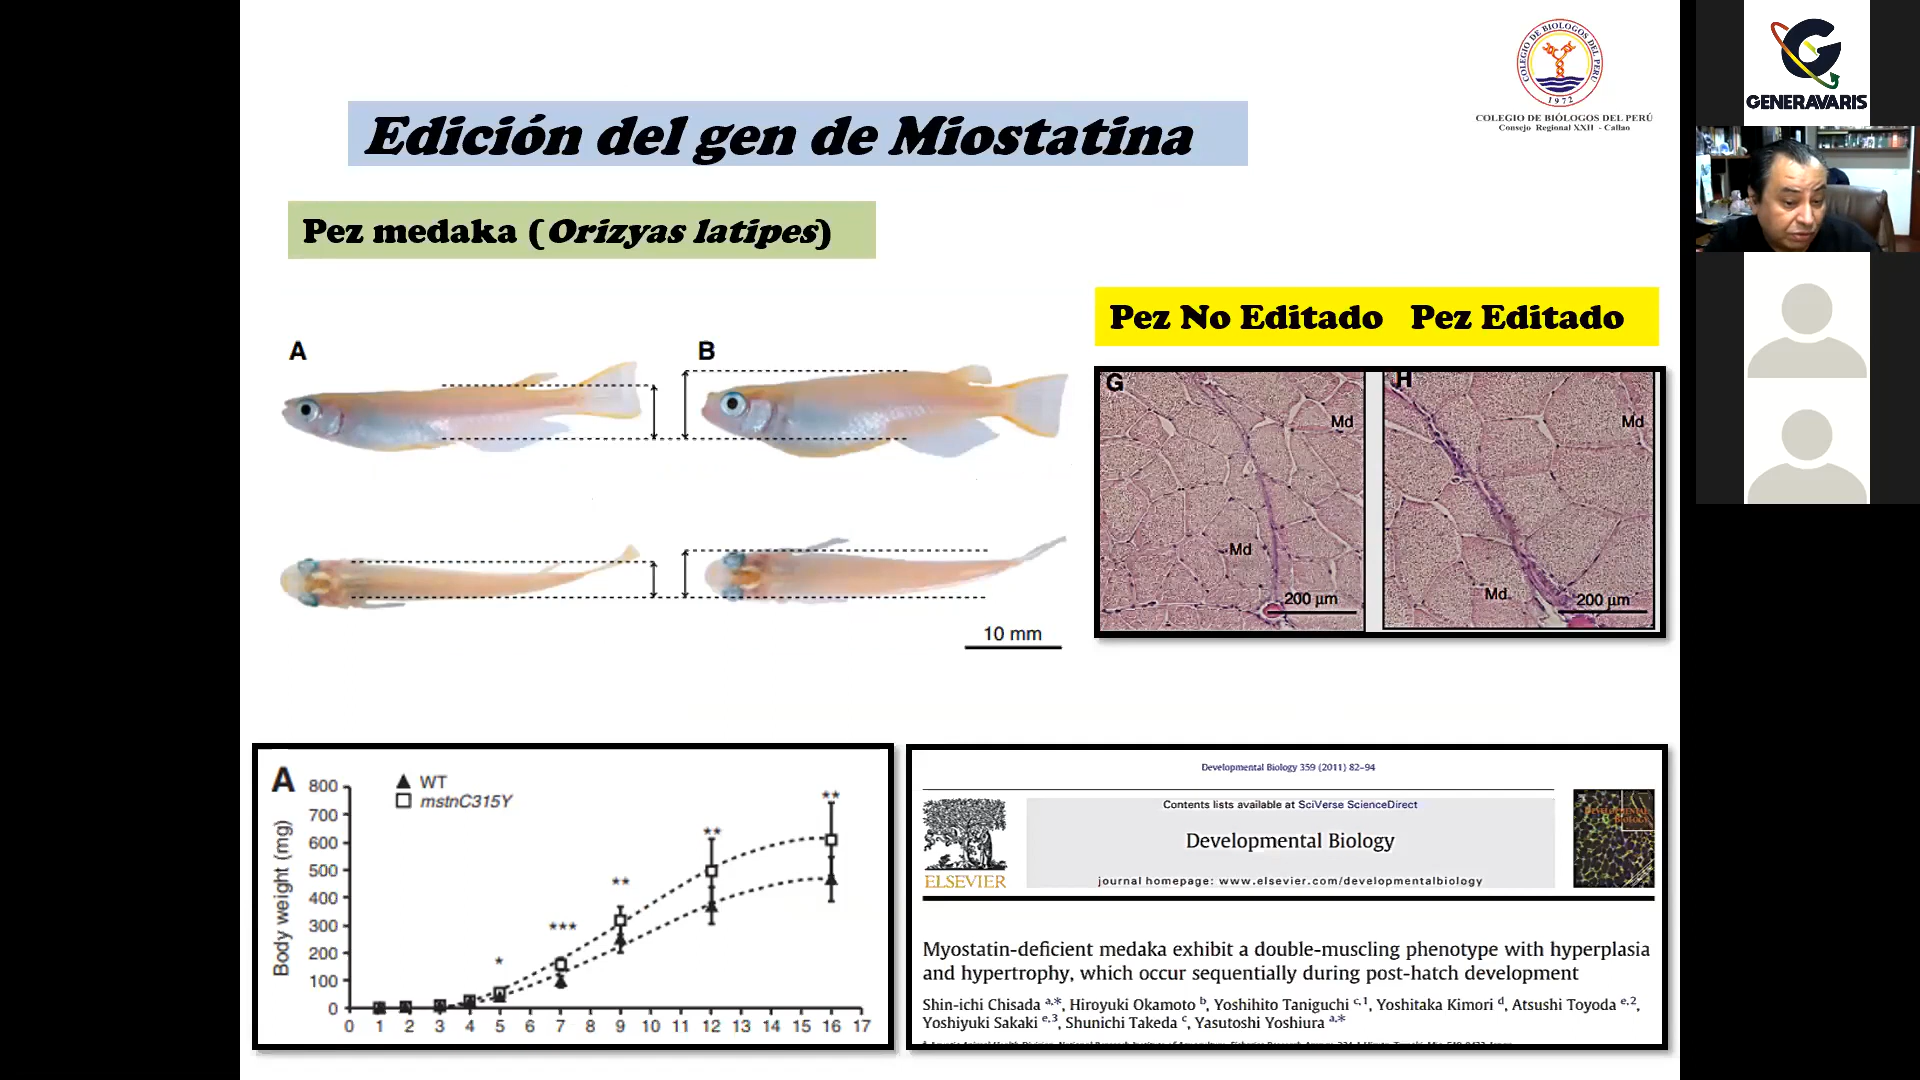 COLEGIO DE BIOLOGOS DEL PERU
1972
COLEGIO DE BIÓLOGOS DEL PERÚ
Consejo Regional XXII - Callao
GENERAVARIS
Edición del gen de Miostatina
Pez medaka (Orizyas latipes)
Pez No Editado Pez Editado
A
B
10 mm
G
Md
Md
200 µm
H
Md
Md
200 µm
A
WT
mstnC315Y
Body weight (mg)
800
700
600
500
400
300
200
100
0
*
***
**
**
**
0 1 2 3 4 5 6 7 8 9 10 11 12 13 14 15 16 17
Developmental Biology 359 (2011) 82–94
Contents lists available at SciVerse ScienceDirect
Developmental Biology
journal homepage: www.elsevier.com/developmentalbiology
ELSEVIER
Myostatin-deficient medaka exhibit a double-muscling phenotype with hyperplasia
and hypertrophy, which occur sequentially during post-hatch development
Shin-ichi Chisada a,*, Hiroyuki Okamoto b, Yoshihito Taniguchi c,1, Yoshitaka Kimori d, Atsushi Toyoda e,2,
Yoshiyuki Sakaki e,3, Shunichi Takeda c, Yasutoshi Yoshiura a,*